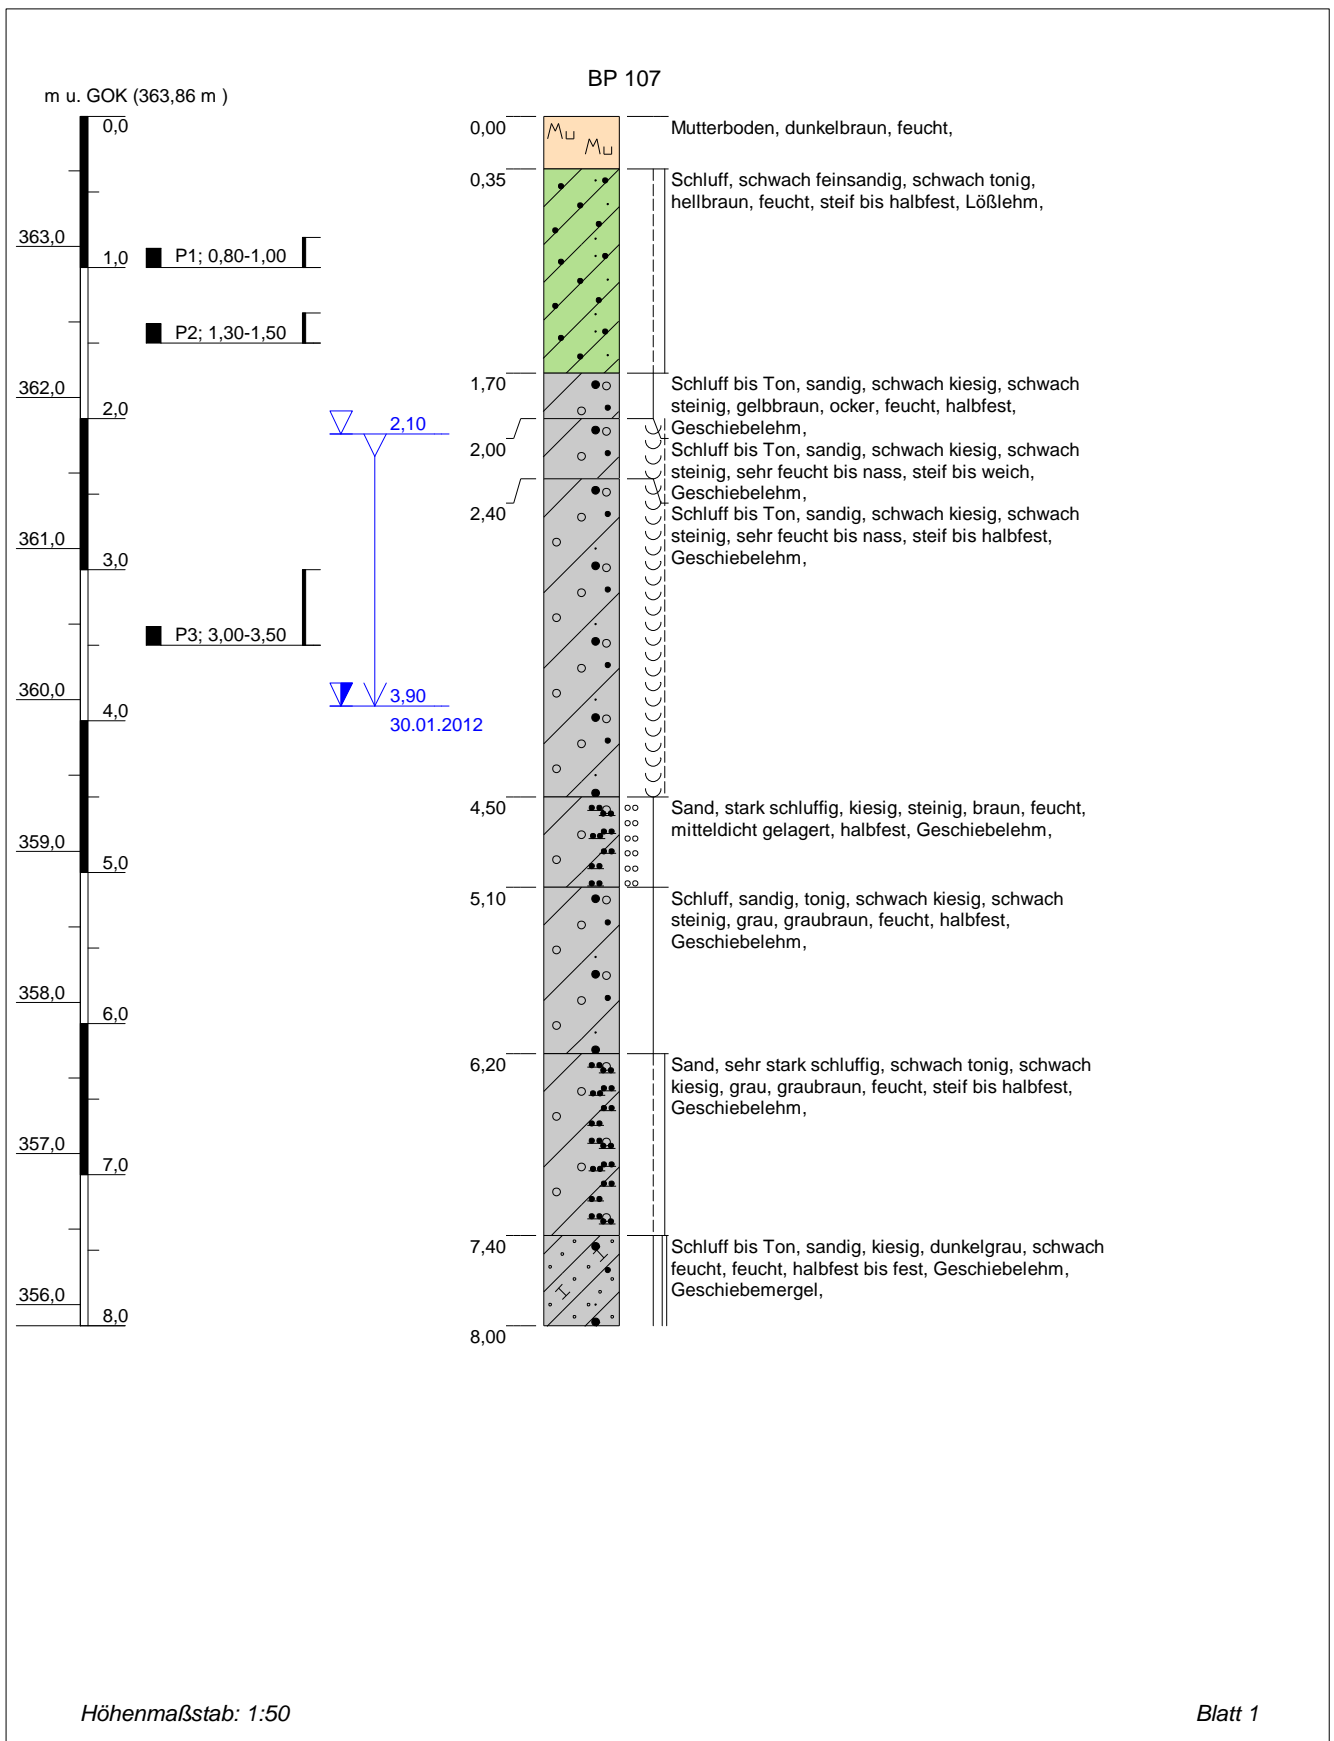 BP 107
m u. GOK (363,86 m )
0,0
363,0
1,0
362,0
2,0
361,0
3,0
360,0
4,0
359,0
5,0
358,0
6,0
357,0
7,0
356,0
8,0
P1; 0,80-1,00
P2; 1,30-1,50
P3; 3,00-3,50
2,10
3,90
30.01.2012
Mu
Mu
0,00
Mutterboden, dunkelbraun, feucht,
0,35
Schluff, schwach feinsandig, schwach tonig,
hellbraun, feucht, steif bis halbfest, Lößlehm,
1,70
Schluff bis Ton, sandig, schwach kiesig, schwach
steinig, gelbbraun, ocker, feucht, halbfest,
Geschiebelehm,
2,00
Schluff bis Ton, sandig, schwach kiesig, schwach
steinig, sehr feucht bis nass, steif bis weich,
Geschiebelehm,
2,40
Schluff bis Ton, sandig, schwach kiesig, schwach
steinig, sehr feucht bis nass, steif bis halbfest,
Geschiebelehm,
4,50
Sand, stark schluffig, kiesig, steinig, braun, feucht,
mitteldicht gelagert, halbfest, Geschiebelehm,
5,10
Schluff, sandig, tonig, schwach kiesig, schwach
steinig, grau, graubraun, feucht, halbfest,
Geschiebelehm,
6,20
Sand, sehr stark schluffig, schwach tonig, schwach
kiesig, grau, graubraun, feucht, steif bis halbfest,
Geschiebelehm,
7,40
Schluff bis Ton, sandig, kiesig, dunkelgrau, schwach
feucht, feucht, halbfest bis fest, Geschiebelehm,
Geschiebemergel,
8,00
Höhenmaßstab: 1:50
Blatt 1